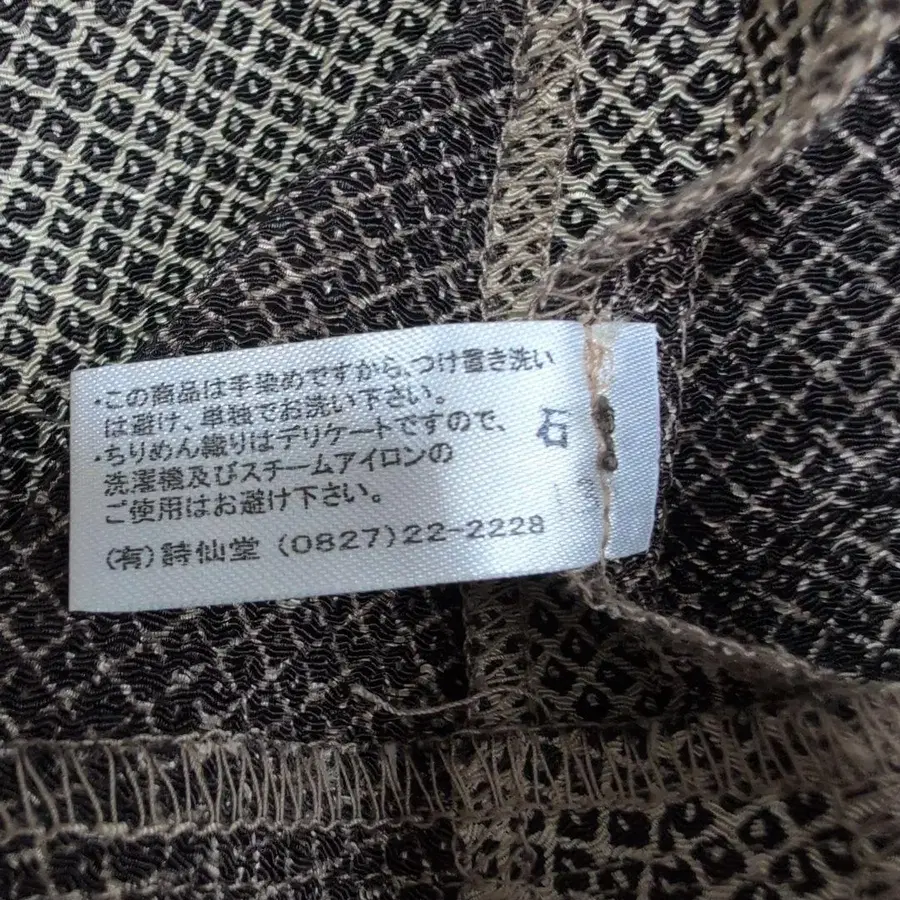 ・この商品は手染めですから、つけ置き洗い
は避け、単独でお洗い下さい。
・ちりめん織りはデリケートですので、
洗濯機及びスチームアイロンの
ご使用はお避け下さい。
(有)詩仙堂 (0827)22-2228
石